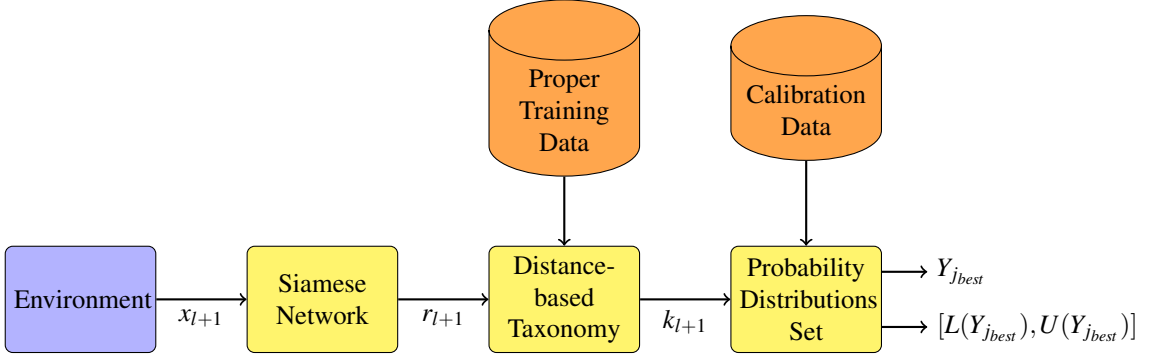 Proper
Training
Data
Calibration
Data
Environment
x_{l+1}
Siamese
Network
r_{l+1}
Distance-
based
Taxonomy
k_{l+1}
Probability
Distributions
Set
Y_{j_{best}}
[L(Y_{j_{best}}), U(Y_{j_{best}})]